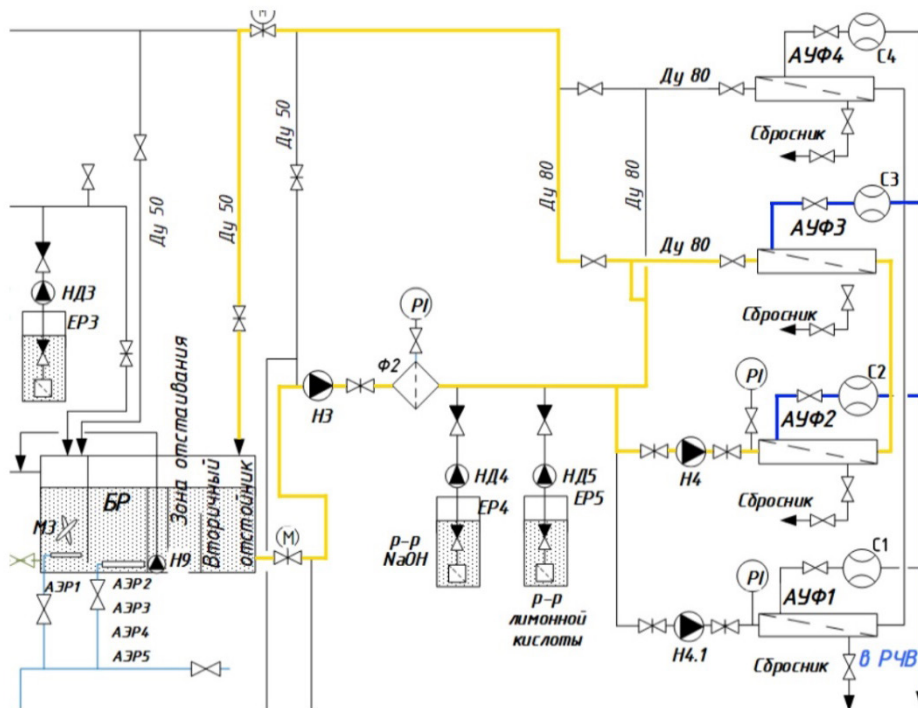 М
АУФ4
С4
Ду 80
Ду 50
Сбросник
С3
Ду 50
Ду 50
Ду 80
Ду 80
АУФ3
Ду 80
НД3
ЕР3
PI
Сбросник
Ф2
С2
PI
Н3
АУФ2
Зона отстаивания
Вторичный
отстойник
НД4
НД5
Н4
ЕР4
ЕР5
БР
Сбросник
М3
М
р-р
NaOH
Н9
С1
PI
АЭР1
АЭР2
АЭР3
АЭР4
АЭР5
р-р
лимонной
кислоты
АУФ1
Н4.1
Сбросник
в РЧВ